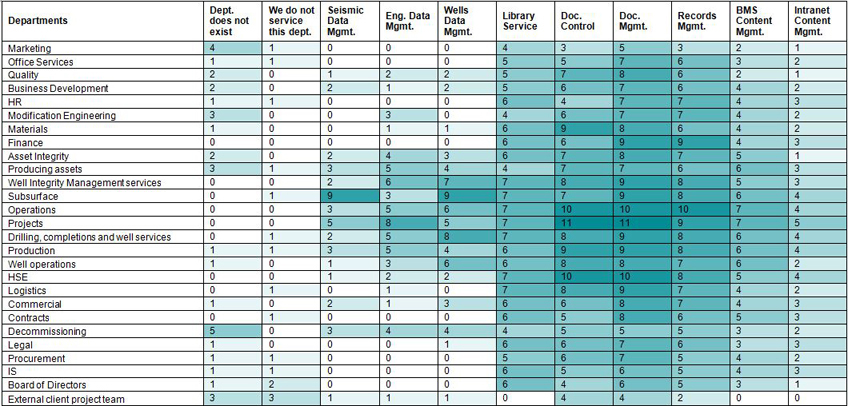 Departments Dept. does not exist We do not service this dept. Seismic Data Mgmt. Eng. Data Mgmt. Wells Data Mgmt. Library Service Doc. Control Doc. Mgmt. Records Mgmt. BMS Content Mgmt. Intranet Content Mgmt.
Marketing 4 1 0 0 0 4 3 5 3 2 1
Office Services 1 1 0 0 0 5 5 7 6 3 2
Quality 2 0 1 2 2 5 7 8 6 2 1
Business Development 2 0 2 1 2 5 6 7 6 4 2
HR 1 1 0 0 0 6 4 7 7 4 3
Modification Engineering 3 0 0 3 0 4 6 7 6 4 2
Materials 1 0 0 1 1 6 9 8 6 4 2
Finance 0 0 0 0 0 6 6 9 9 4 3
Asset Integrity 2 0 2 4 3 6 7 8 7 5 1
Producing assets 3 1 3 5 4 4 7 8 6 6 3
Well Integrity Management services 0 0 2 6 7 7 8 9 8 6 3
Subsurface 0 1 9 3 9 7 7 9 8 6 3
Operations 0 0 3 5 6 7 10 10 10 7 4
Projects 0 0 5 8 6 7 11 11 9 7 5
Drilling, completions and well services 0 1 2 5 8 7 8 9 8 6 4
Production 1 1 3 5 4 6 9 9 8 6 4
Well operations 1 0 1 3 6 6 8 8 8 6 2
HSE 0 0 1 2 2 7 10 10 8 5 4
Logistics 0 1 0 1 0 7 8 9 7 4 2
Commercial 1 0 2 1 3 6 6 8 7 4 3
Contracts 0 1 0 0 0 6 5 8 6 5 3
Decommissioning 5 0 3 4 4 4 5 5 5 3 2
Legal 1 0 0 0 1 6 6 7 6 3 3
Procurement 1 1 0 0 0 5 6 7 5 4 2
IS 1 1 0 0 0 6 5 6 5 4 3
Board of Directors 1 2 0 0 0 6 4 6 5 3 1
External client project team 3 3 1 1 1 0 4 4 2 0 0